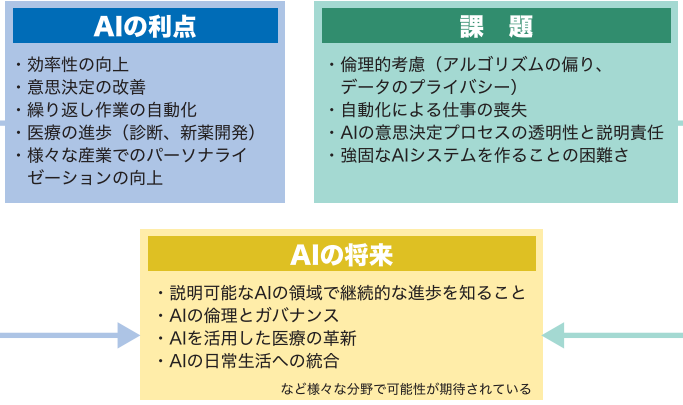 AIの利点
・効率性の向上
・意思決定の改善
・繰り返し作業の自動化
・医療の進歩（診断、新薬開発）
・様々な産業でのパーソナライ
ゼーションの向上
課　題
・倫理的考慮（アルゴリズムの偏り、
データのプライバシー）
・自動化による仕事の喪失
・AIの意思決定プロセスの透明性と説明責任
・強固なAIシステムを作ることの困難さ
AIの将来
・説明可能なAIの領域で継続的な進歩を知ること
・AIの倫理とガバナンス
・AIを活用した医療の革新
・AIの日常生活への統合
など様々な分野で可能性が期待されている